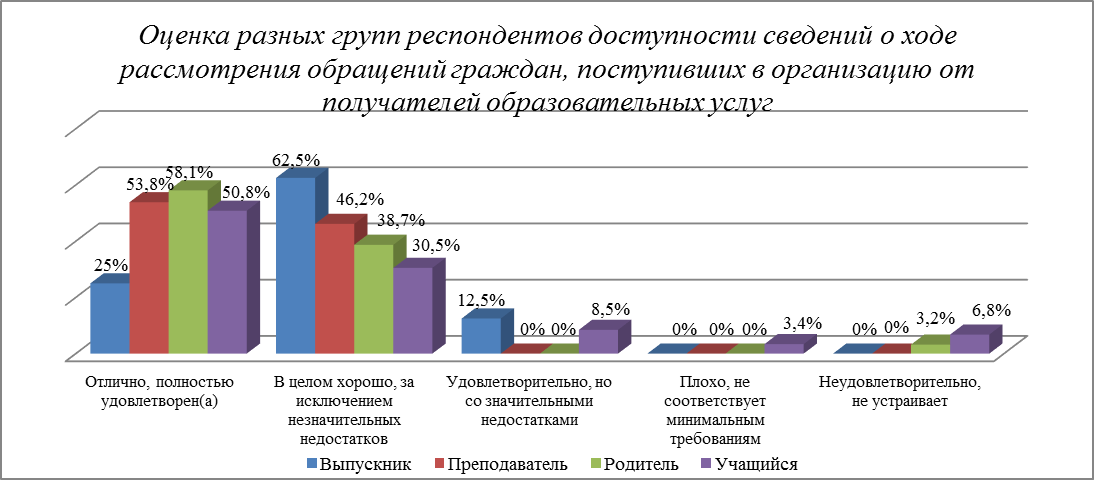 Оценка разных групп респондентов доступности сведений о ходе
рассмотрения обращений граждан, поступивших в организацию от
получателей образовательных услуг
25%
53,8%
58,1%
50,8%
62,5%
46,2%
38,7%
30,5%
12,5%
0%
0%
8,5%
0%
0%
0%
3,4%
0%
0%
3,2%
6,8%
Отлично, полностью
удовлетворен(а)
В целом хорошо, за
исключением
незначительных
недостатков
Удовлетворительно, но
со значительными
недостатками
Плохо, не
соответствует
минимальным
требованиям
Неудовлетворительно,
не устраивает
Выпускник
Преподаватель
Родитель
Учащийся